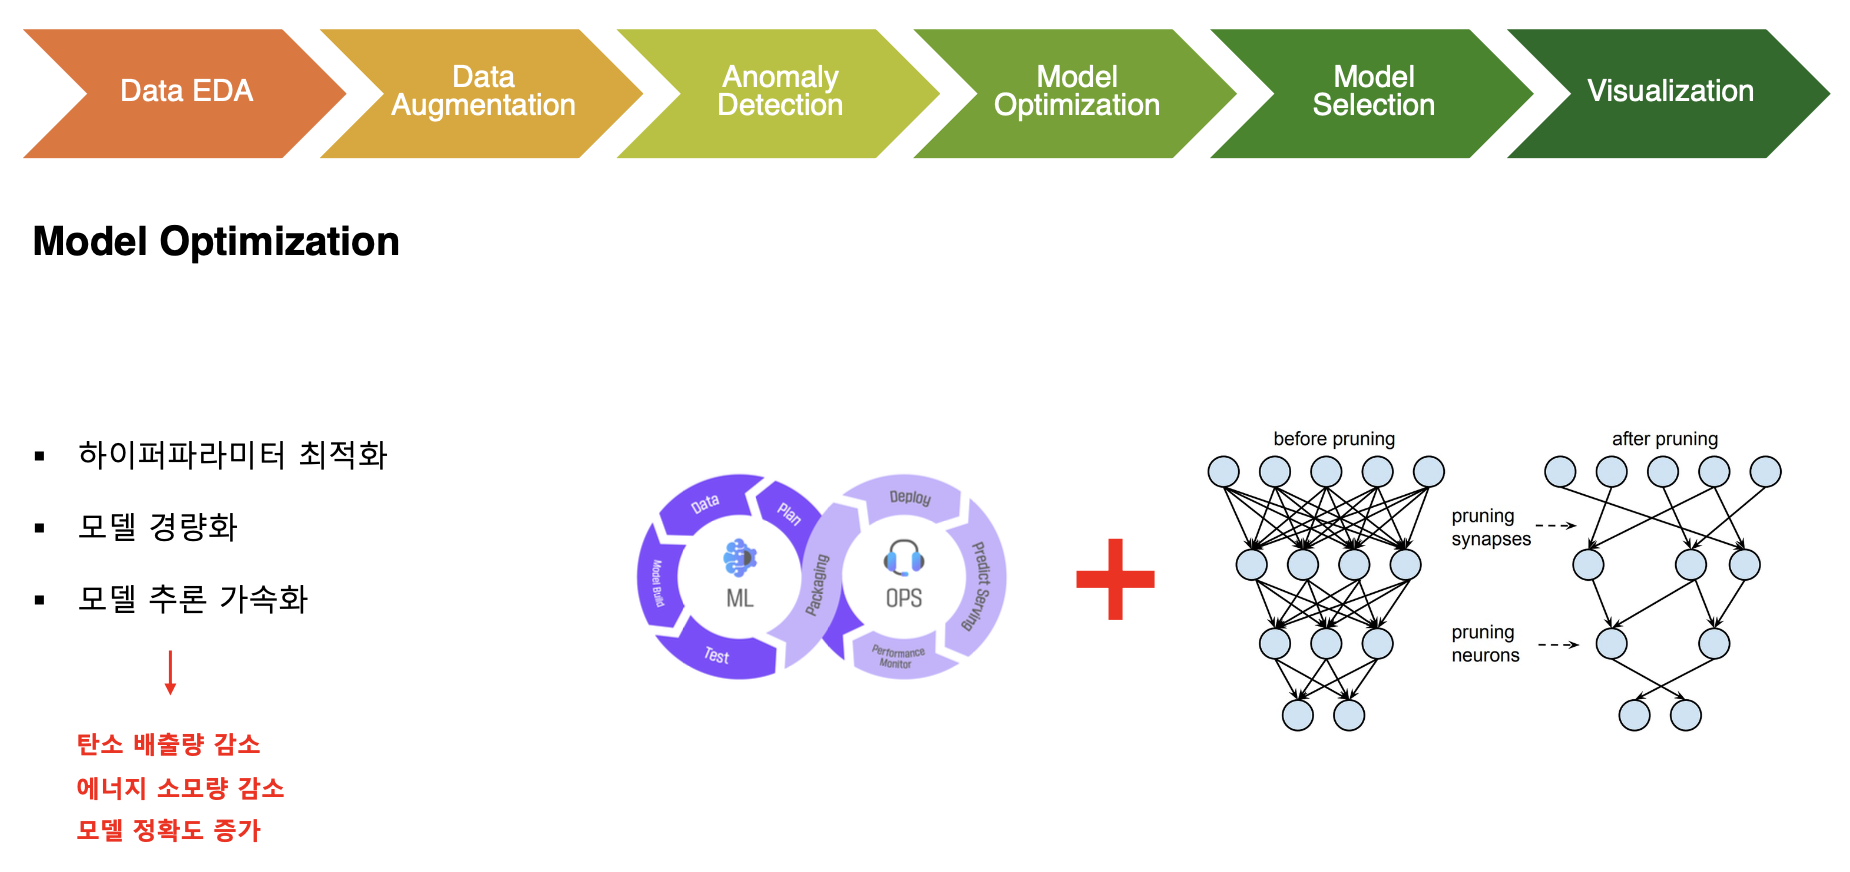 Data EDA
Data
Augmentation
Anomaly
Detection
Model
Optimization
Model
Selection
Visualization
Model Optimization
▪ 하이퍼파라미터 최적화
▪ 모델 경량화
▪ 모델 추론 가속화
탄소 배출량 감소
에너지 소모량 감소
모델 정확도 증가
Data
Plan
Model Build
Test
Packaging
ML
Deploy
Predict Serving
Performance
Monitor
OPS
+
before pruning
after pruning
pruning
synapses
pruning
neurons